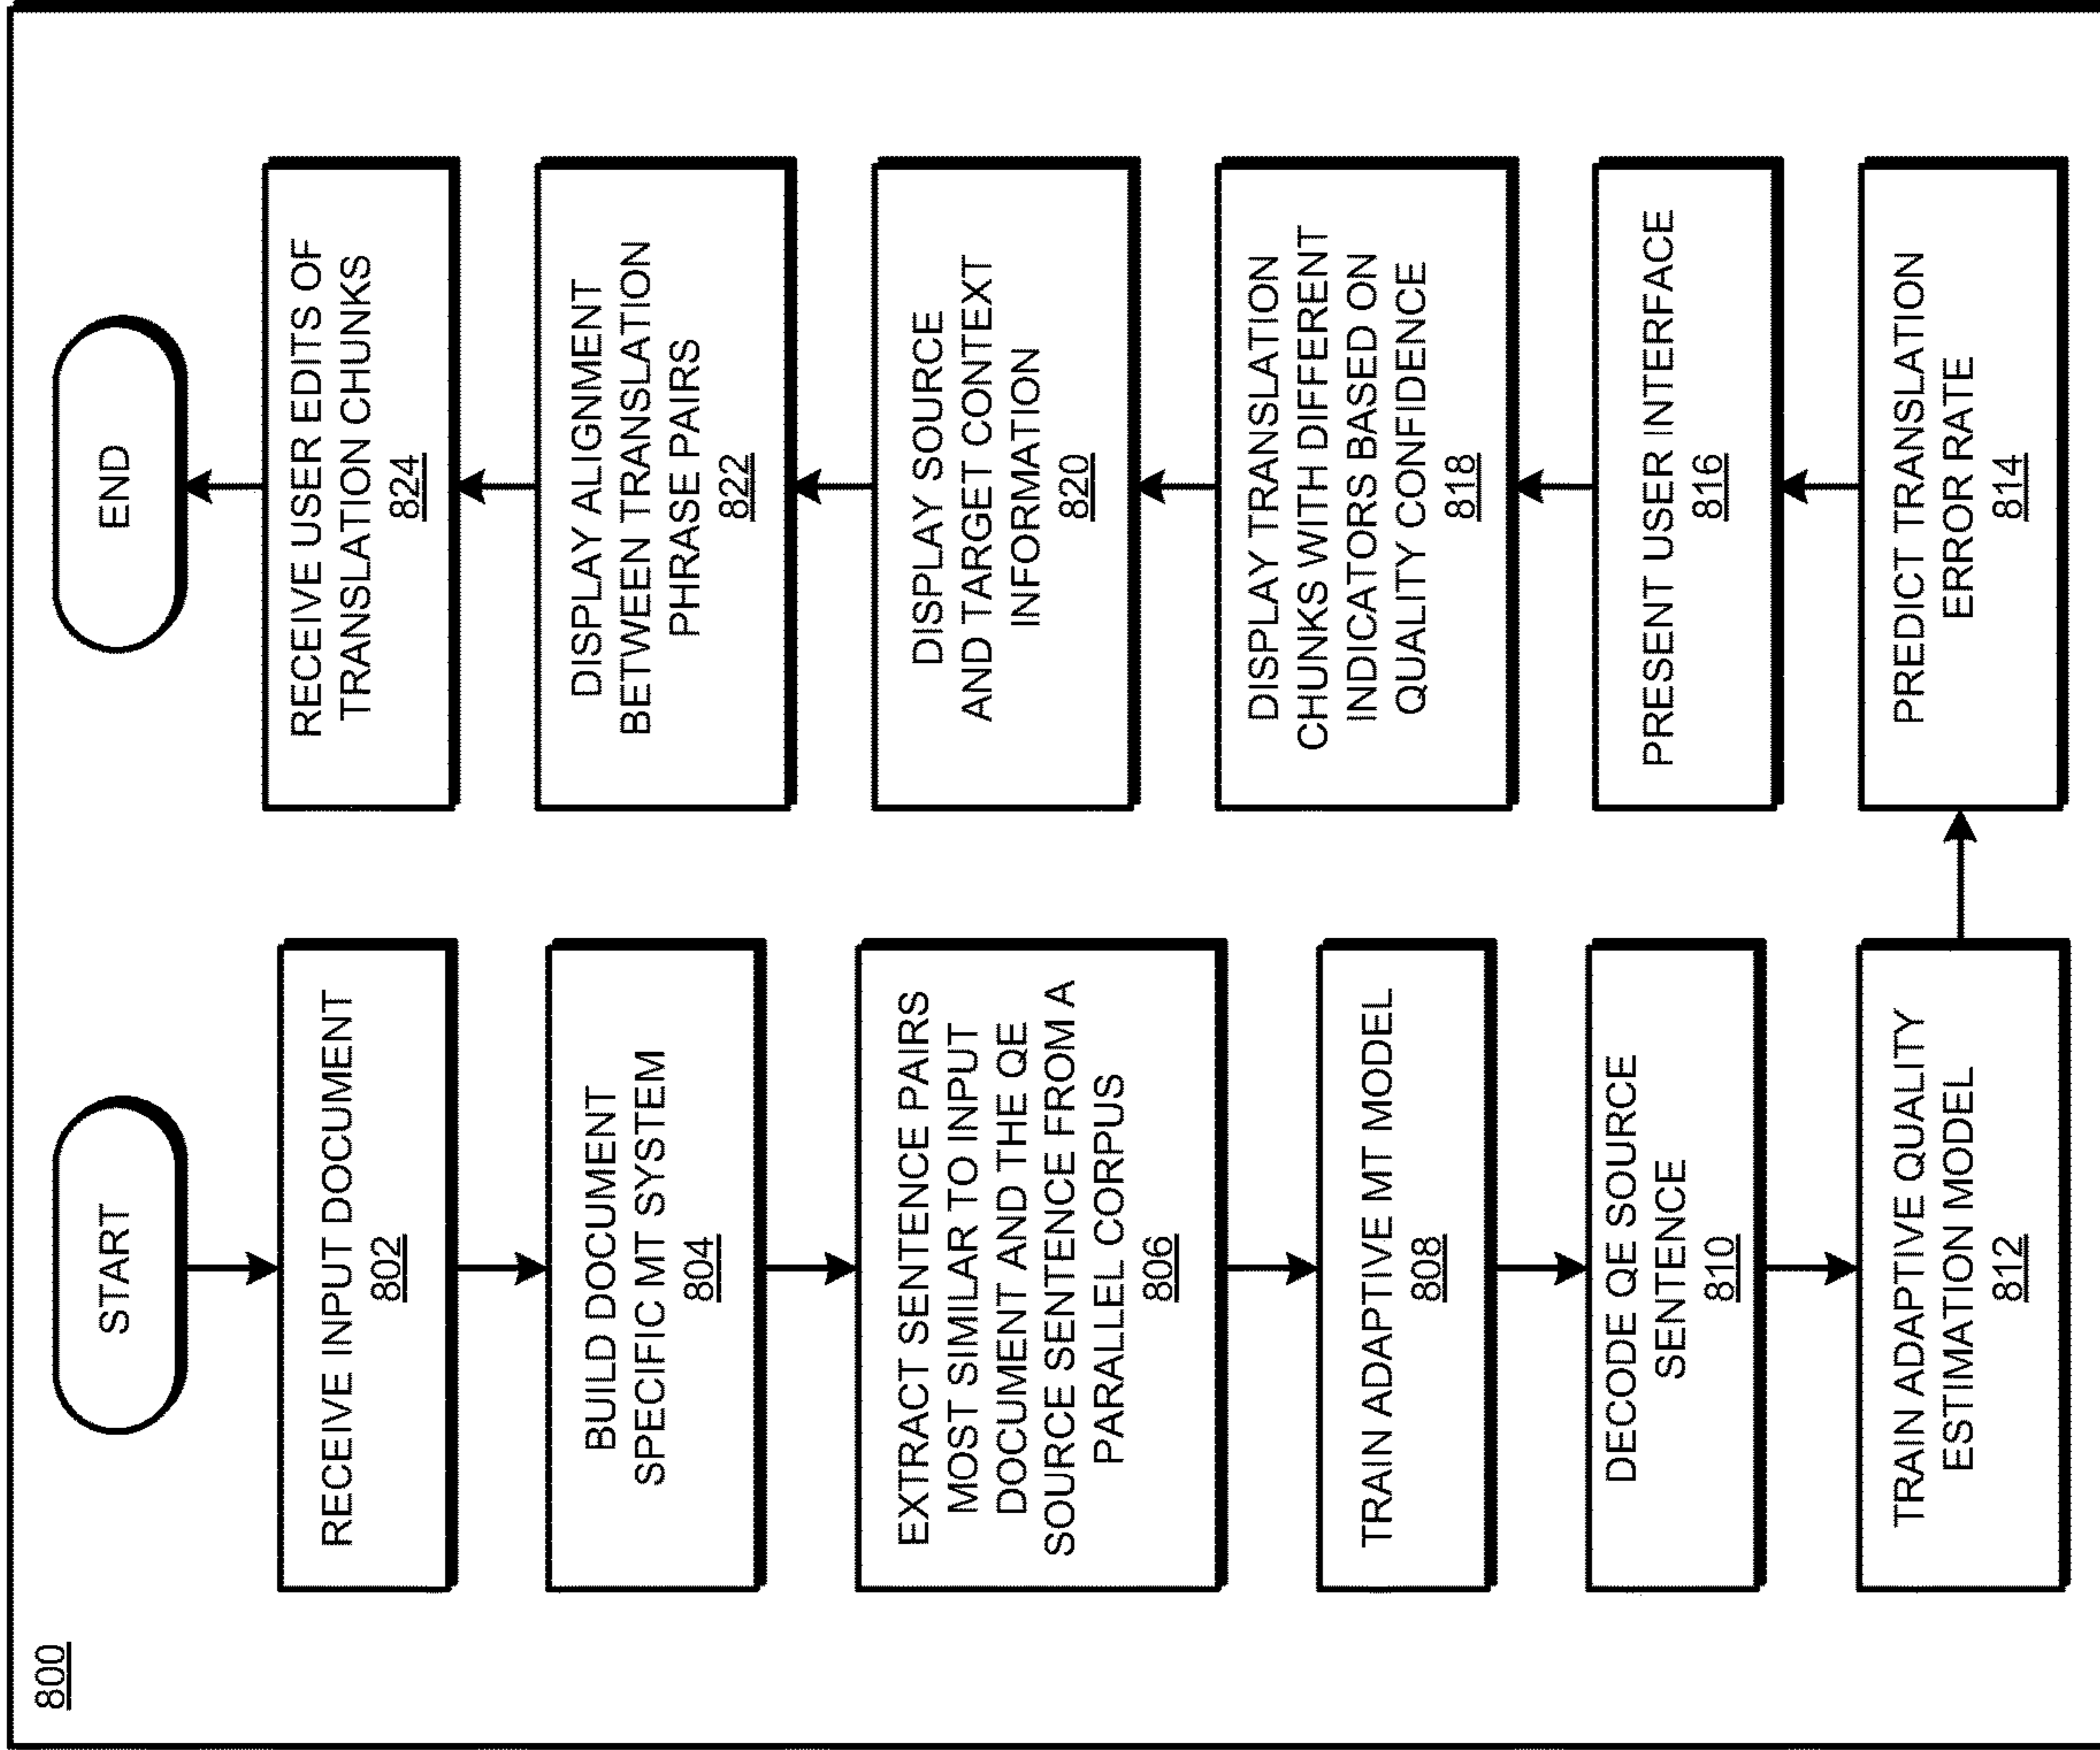 800
START
RECEIVE INPUT DOCUMENT
802
BUILD DOCUMENT
SPECIFIC MT SYSTEM
804
EXTRACT SENTENCE PAIRS
MOST SIMILAR TO INPUT
DOCUMENT AND THE QE
SOURCE SENTENCE FROM A
PARALLEL CORPUS
806
TRAIN ADAPTIVE MT MODEL
808
DECODE QE SOURCE
SENTENCE
810
TRAIN ADAPTIVE QUALITY
ESTIMATION MODEL
812
PREDICT TRANSLATION
ERROR RATE
814
PRESENT USER INTERFACE
816
DISPLAY TRANSLATION
CHUNKS WITH DIFFERENT
INDICATORS BASED ON
QUALITY CONFIDENCE
818
DISPLAY SOURCE
AND TARGET CONTEXT
INFORMATION
820
DISPLAY ALIGNMENT
BETWEEN TRANSLATION
PHRASE PAIRS
822
RECEIVE USER EDITS OF
TRANSLATION CHUNKS
824
END